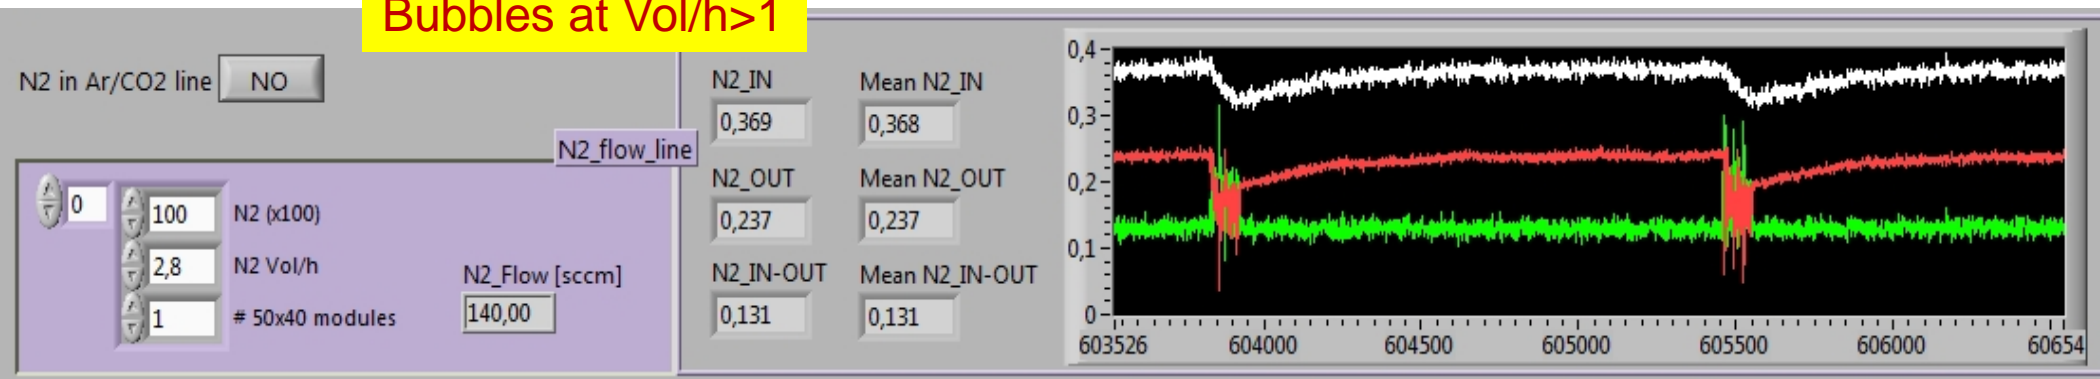 Bubbles at Vol/h>1
N2 in Ar/CO2 line NO
N2_flow_line
0 100 N2 (x100)
2,8 N2 Vol/h
1 # 50x40 modules
N2_Flow [sccm]
140,00
N2_IN Mean N2_IN
0,369 0,368
N2_OUT Mean N2_OUT
0,237 0,237
N2_IN-OUT Mean N2_IN-OUT
0,131 0,131
0,4
0,3
0,2
0,1
0
603526 604000 604500 605000 605500 606000 60654